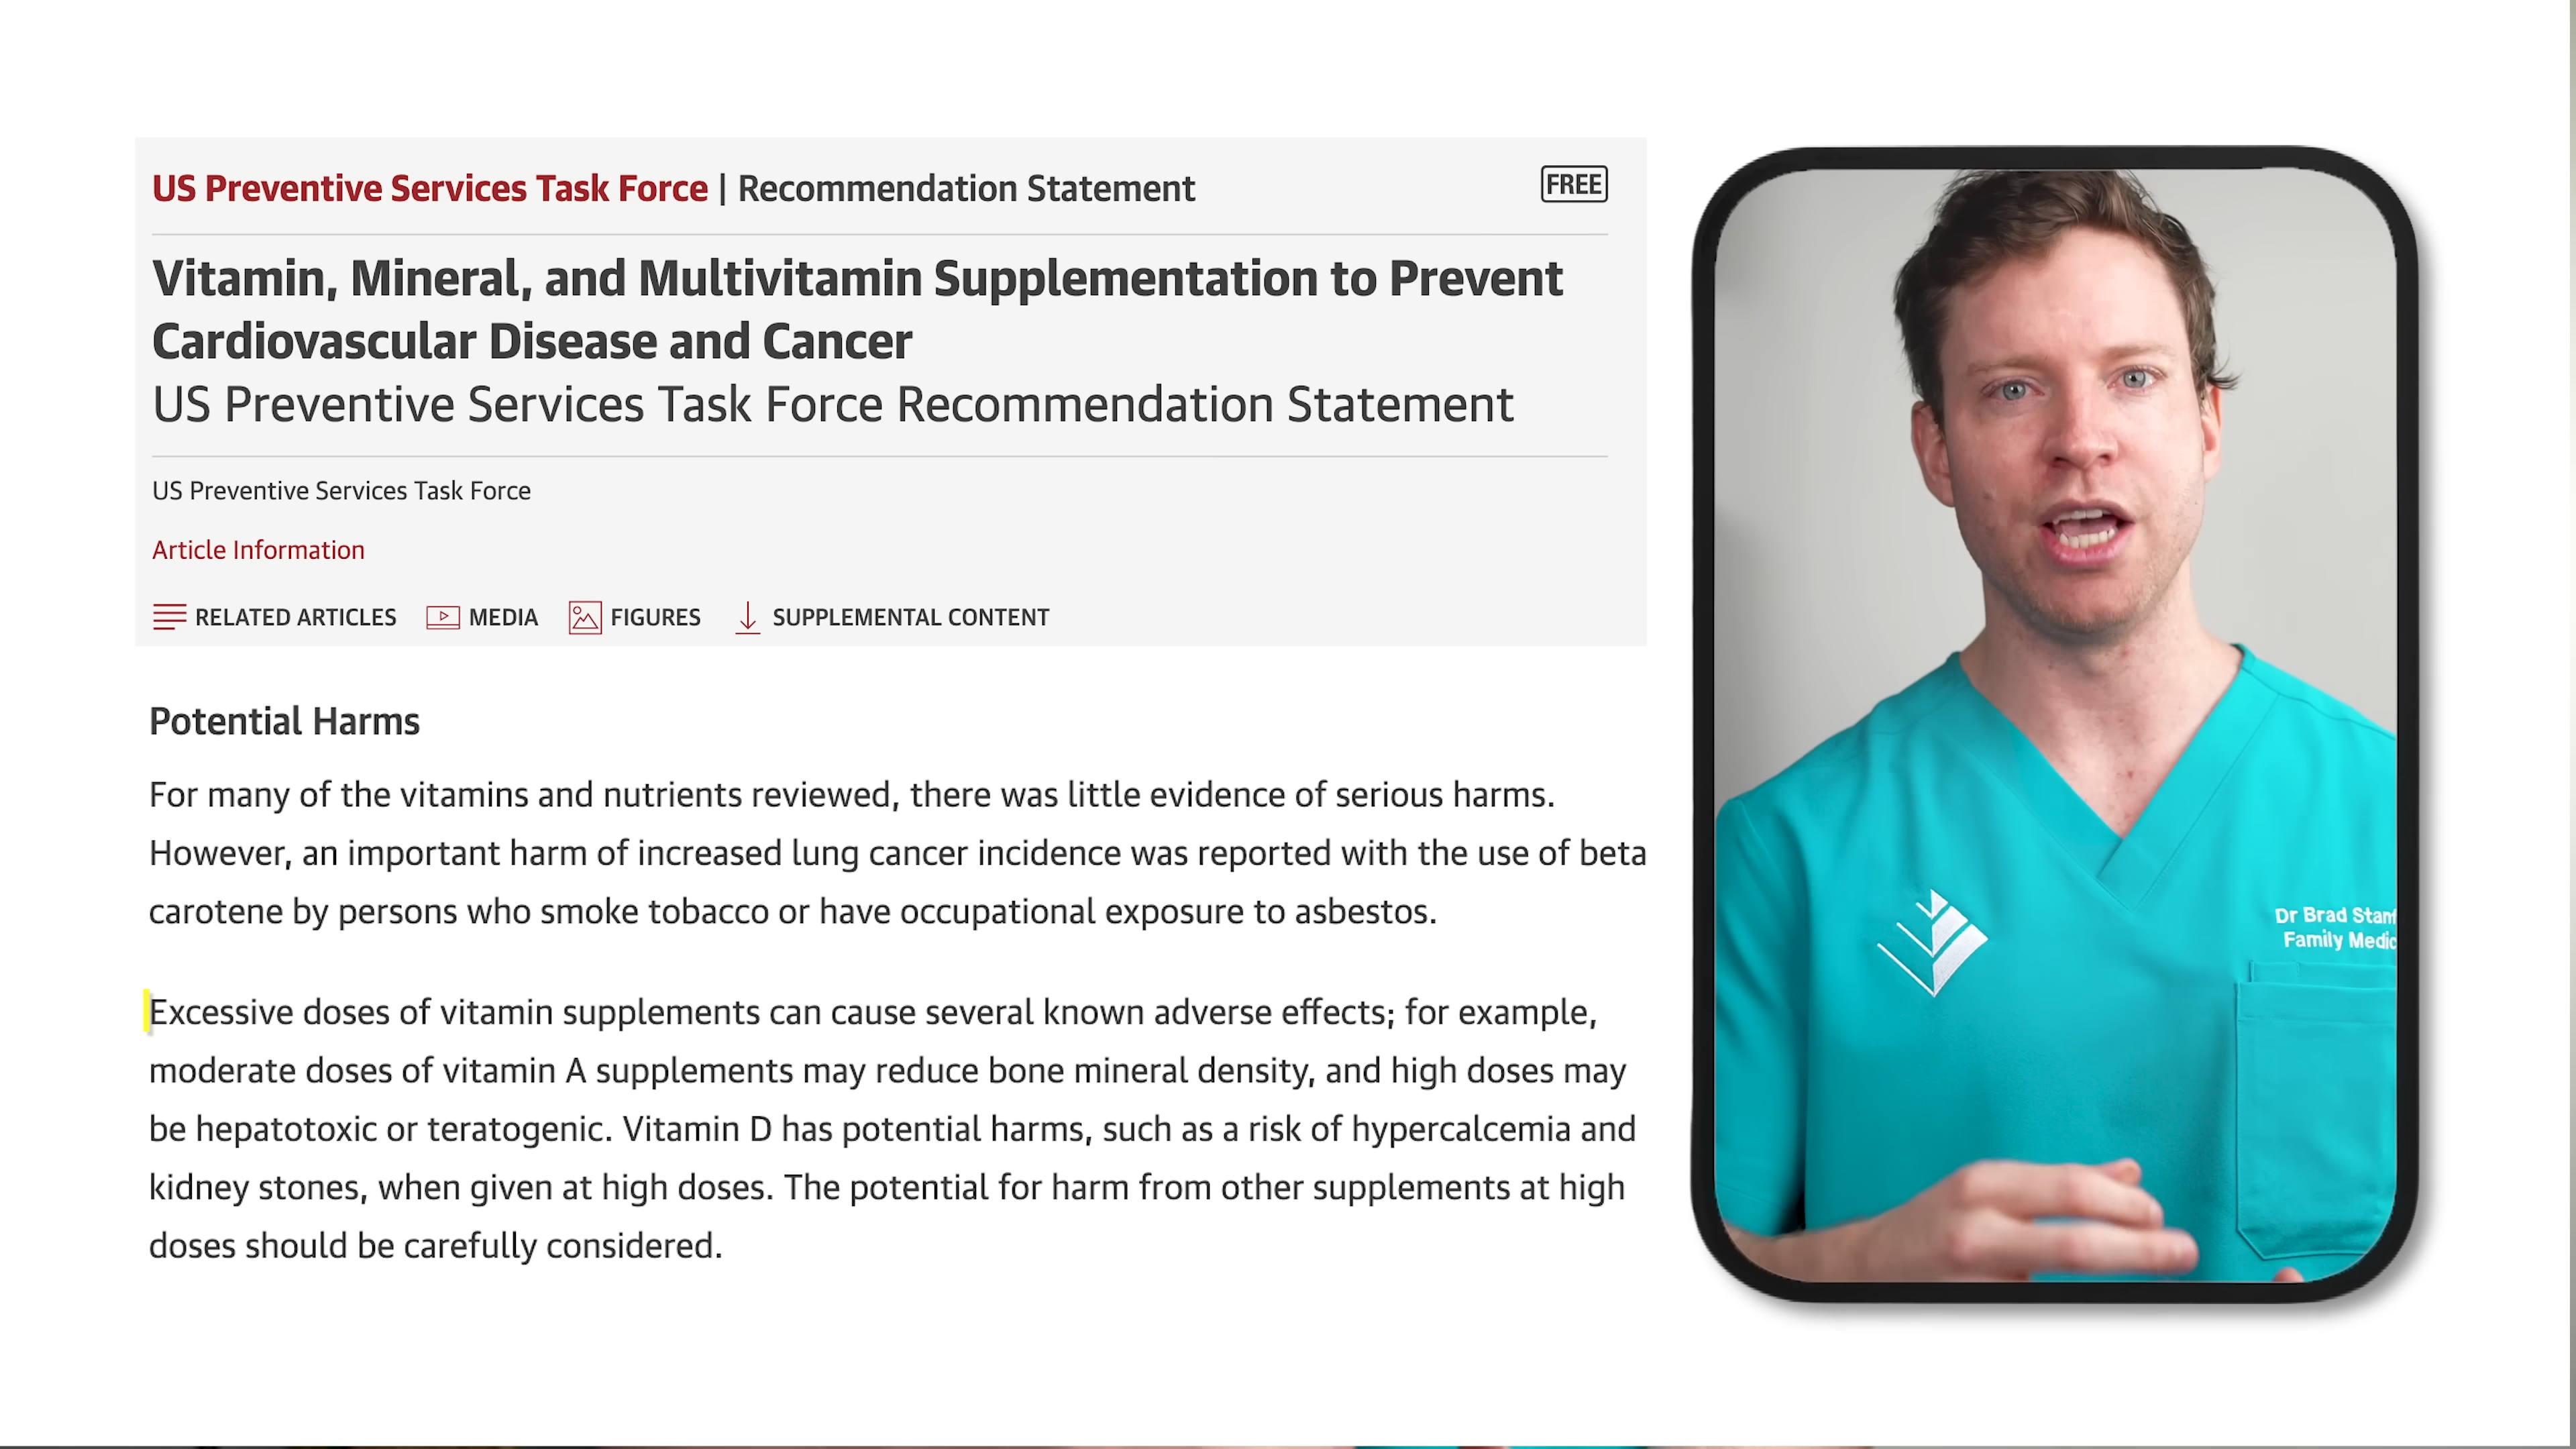 US Preventive Services Task Force | Recommendation Statement
FREE
Vitamin, Mineral, and Multivitamin Supplementation to Prevent
Cardiovascular Disease and Cancer
US Preventive Services Task Force Recommendation Statement
US Preventive Services Task Force
Article Information
RELATED ARTICLES MEDIA FIGURES SUPPLEMENTAL CONTENT
Potential Harms
For many of the vitamins and nutrients reviewed, there was little evidence of serious harms.
However, an important harm of increased lung cancer incidence was reported with the use of beta
carotene by persons who smoke tobacco or have occupational exposure to asbestos.
Excessive doses of vitamin supplements can cause several known adverse effects; for example,
moderate doses of vitamin A supplements may reduce bone mineral density, and high doses may
be hepatotoxic or teratogenic. Vitamin D has potential harms, such as a risk of hypercalcemia and
kidney stones, when given at high doses. The potential for harm from other supplements at high
doses should be carefully considered.
Dr Brad Stanf
Family Medic